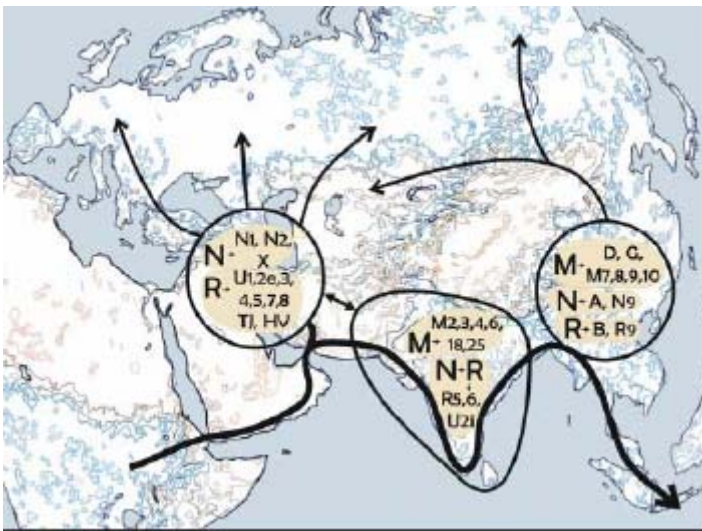 N- N1, N2,
X
R- U1,2e,3,
4,5,7,8
TJ, HV
M- M2,3,4,6,
18,25
N-R
R5,6,
U2i
M- D, G,
M7,8,9,10
N-A, N9
R-B, R9